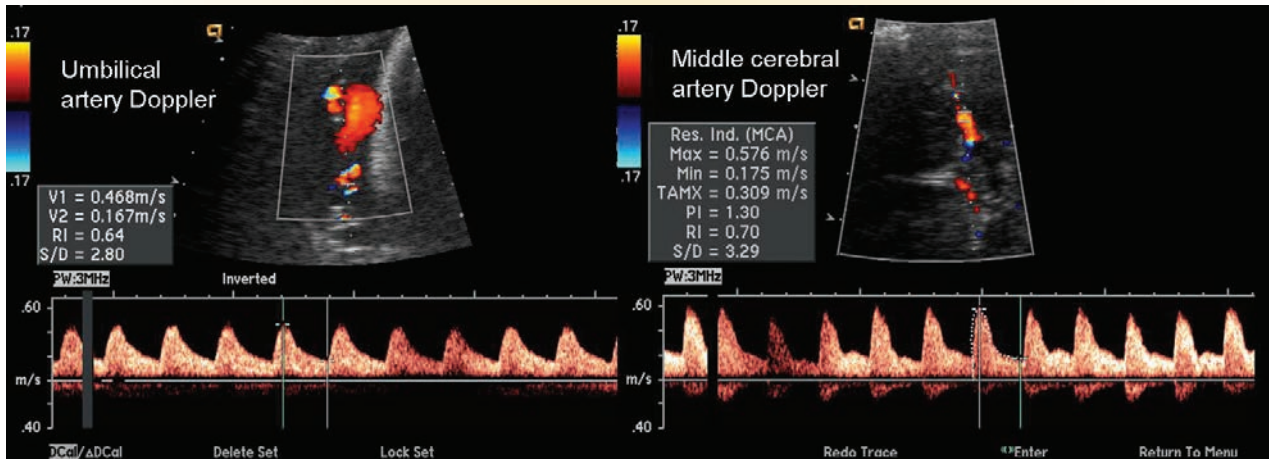 .17
Umbilical
artery Doppler
.17
V1 = 0.468m/s
V2 = 0.167m/s
RI = 0.64
S/D = 2.80
PW:3MHz
Inverted
.60
m/s
.40
DCal/ΔDCal
Delete Set
Lock Set
.17
Middle cerebral
artery Doppler
Res. Ind. (MCA)
Max = 0.576 m/s
Min = 0.175 m/s
TAMX = 0.309 m/s
PI = 1.30
RI = 0.70
S/D = 3.29
.17
PW:3MHz
.60
m/s
.40
Redo Trace
Enter
Return To Menu